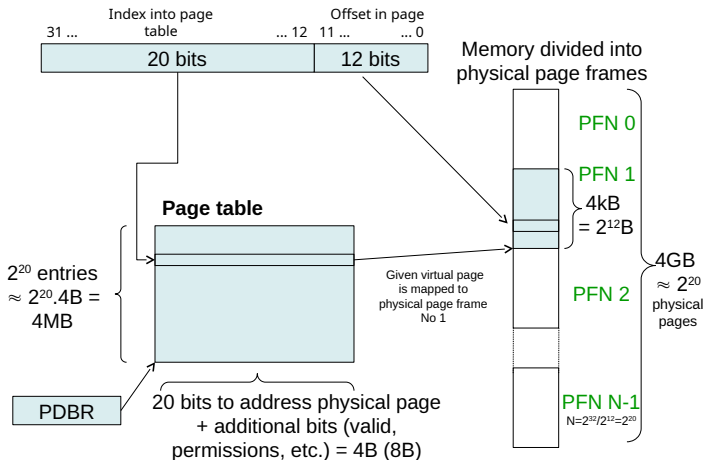 Index into page
table
Offset in page
31 ...
... 12
11 ...
... 0
20 bits
12 bits
Memory divided into
physical page frames
PFN 0
PFN 1
4kB
= 2¹²B
Page table
2²⁰ entries
≈ 2²⁰.4B =
4MB
Given virtual page
is mapped to
physical page frame
No 1
PFN 2
4GB
≈ 2²⁰
physical
pages
PDBR
20 bits to address physical page
+ additional bits (valid,
permissions, etc.) = 4B (8B)
PFN N-1
N=2³²/2¹²=2²⁰